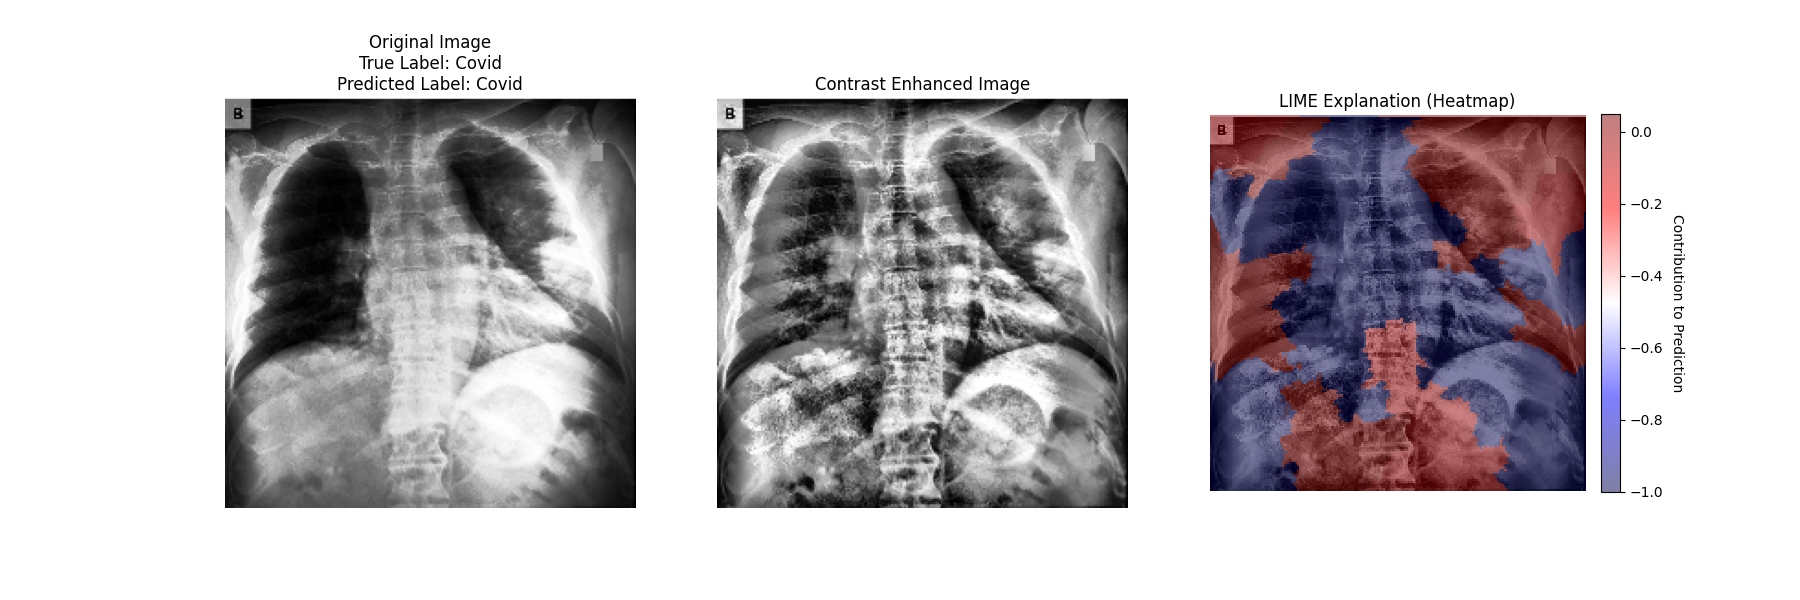 Original Image
True Label: Covid
Predicted Label: Covid
Contrast Enhanced Image
LIME Explanation (Heatmap)
0.0
−0.2
−0.4
−0.6
−0.8
−1.0
Contribution to Prediction